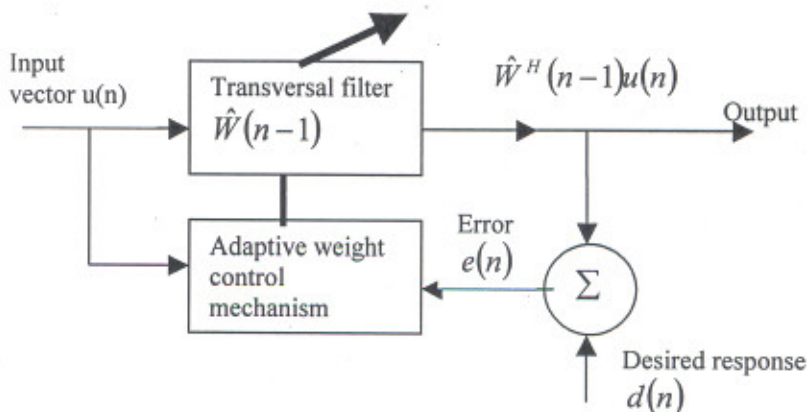 Input
vector u(n)
Transversal filter
Ŵ(n−1)
Ŵ^H(n−1)u(n)
Output
Adaptive weight
control
mechanism
Error
e(n)
Σ
Desired response
d(n)